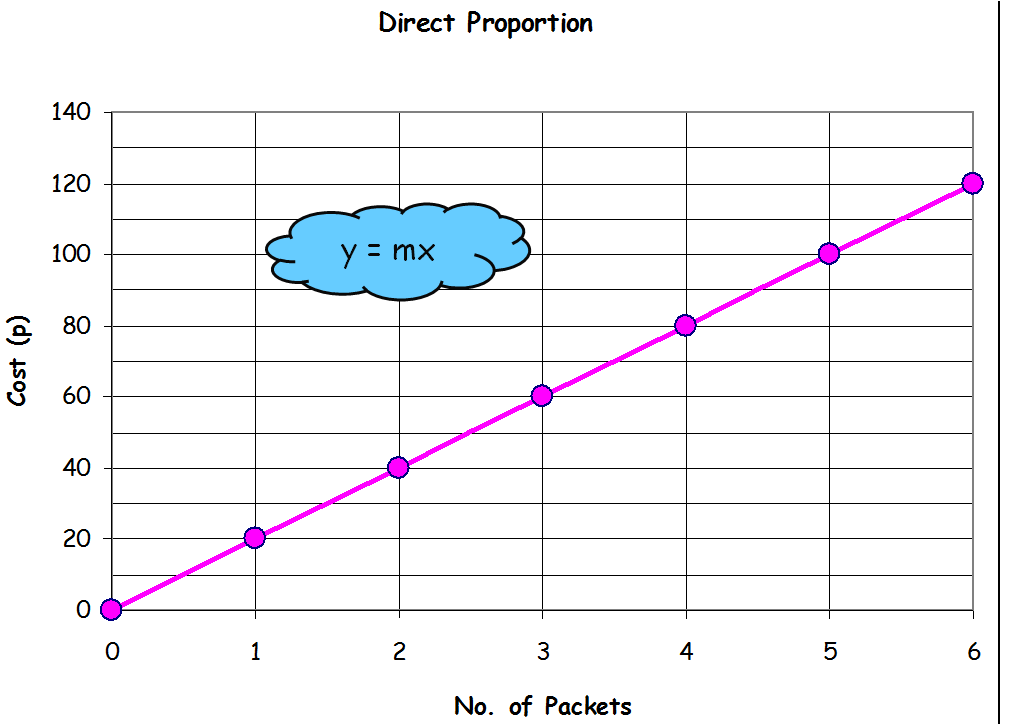 Direct Proportion
140
120
100
80
60
40
20
0
y = mx
Cost (p)
0 1 2 3 4 5 6
No. of Packets